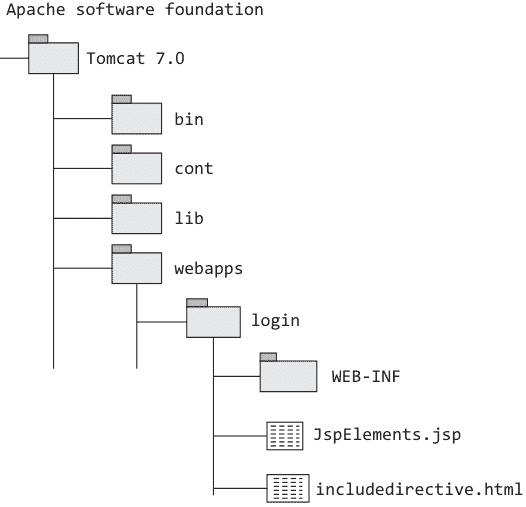 Apache software foundation
Tomcat 7.0
bin
cont
lib
webapps
login
WEB-INF
JspElements.jsp
includedirective.html